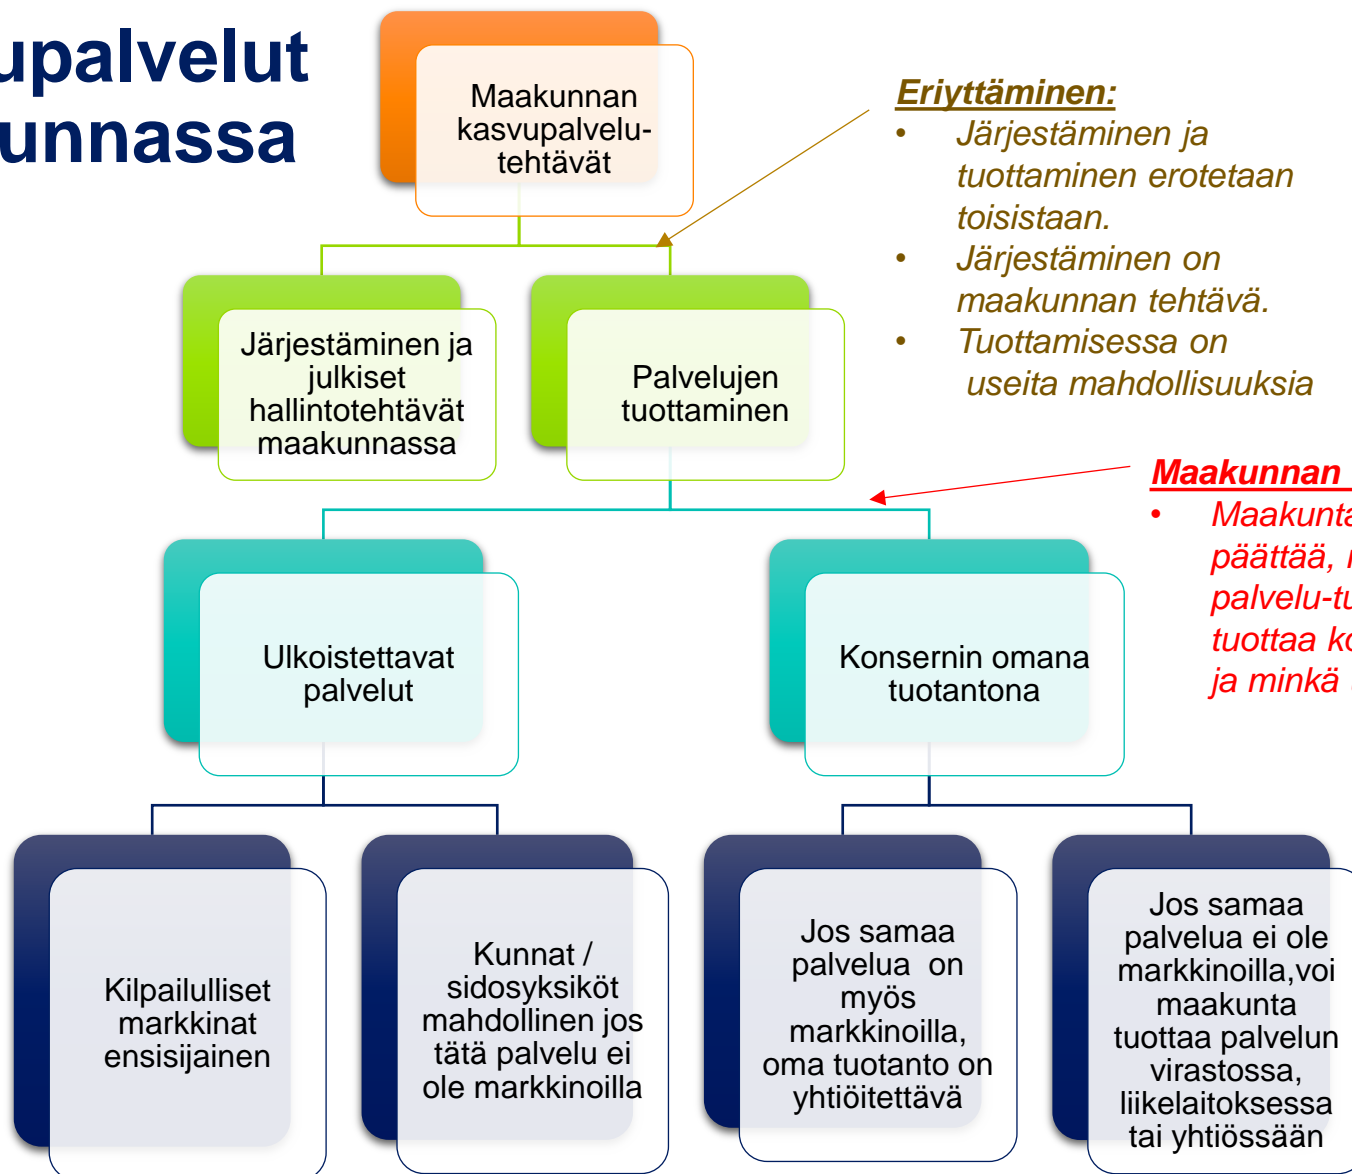 upalvelut
unnassa
Maakunnan
kasvupalvelu-
tehtävät
Eriyttäminen:
• Järjestäminen ja
tuottaminen erotetaan
toisistaan.
• Järjestäminen on
maakunnan tehtävä.
• Tuottamisessa on
useita mahdollisuuksia
Järjestäminen ja
julkiset
hallintotehtävät
maakunnassa
Palvelujen
tuottaminen
Maakunnan
• Maakunta
päättää,
palvelu-tu
tuottaa ko
ja minkä
Ulkoistettavat
palvelut
Konsernin omana
tuotantona
Kilpailulliset
markkinat
ensisijainen
Kunnat /
sidosyksiköt
mahdollinen jos
tätä palvelu ei
ole markkinoilla
Jos samaa
palvelua on
myös
markkinoilla,
oma tuotanto on
yhtiöitettävä
Jos samaa
palvelua ei ole
markkinoilla,voi
maakunta
tuottaa palvelun
virastossa,
liikelaitoksessa
tai yhtiössään